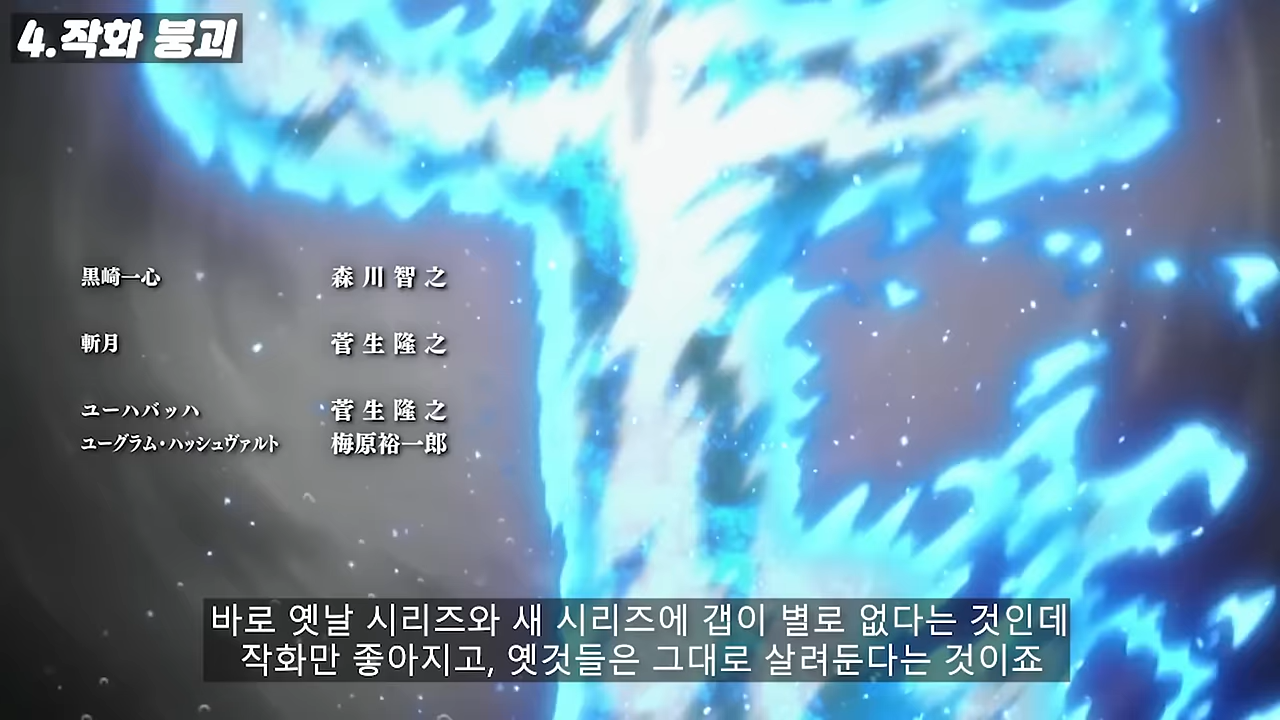 4.작화 붕괴
黒崎一心 森川智之
斬月 菅生隆之
ユーハバッハ 菅生隆之
ユーグラム・ハッシュヴァルト 梅原裕一郎
바로 옛날 시리즈와 새 시리즈에 갭이 별로 없다는 것인데
작화만 좋아지고, 옛것들은 그대로 살려둔다는 것이죠